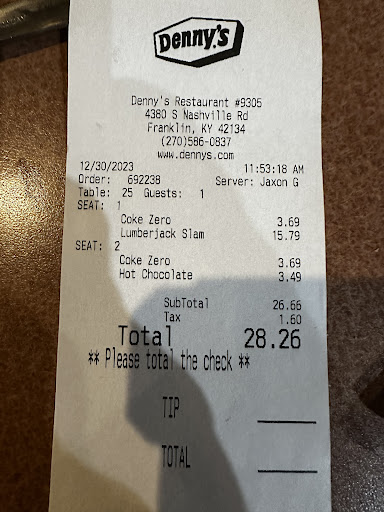 Denny's
Denny's Restaurant #9305
4380 S Nashville Rd
Franklin, KY 42134
(270)586-0837
www.dennys.com
12/30/2023 11:53:18 AM
Order: 692238 Server: Jaxon G
Table: 25 Guests: 1
SEAT: 1
Coke Zero 3.69
Lumberjack Slam 15.79
SEAT: 2
Coke Zero 3.69
Hot Chocolate 3.49
SubTotal 26.66
Tax 1.60
Total 28.26
** Please total the check **
TIP
TOTAL